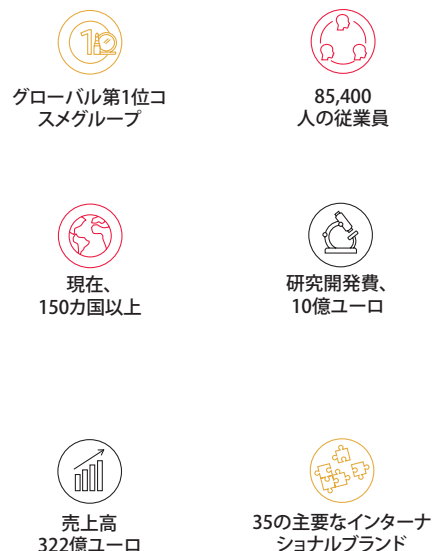 グローバル第1位コ
スメグループ
85,400
人の従業員
現在、
150カ国以上
研究開発費、
10億ユーロ
売上高
322億ユーロ
35の主要なインターナ
ショナルブランド